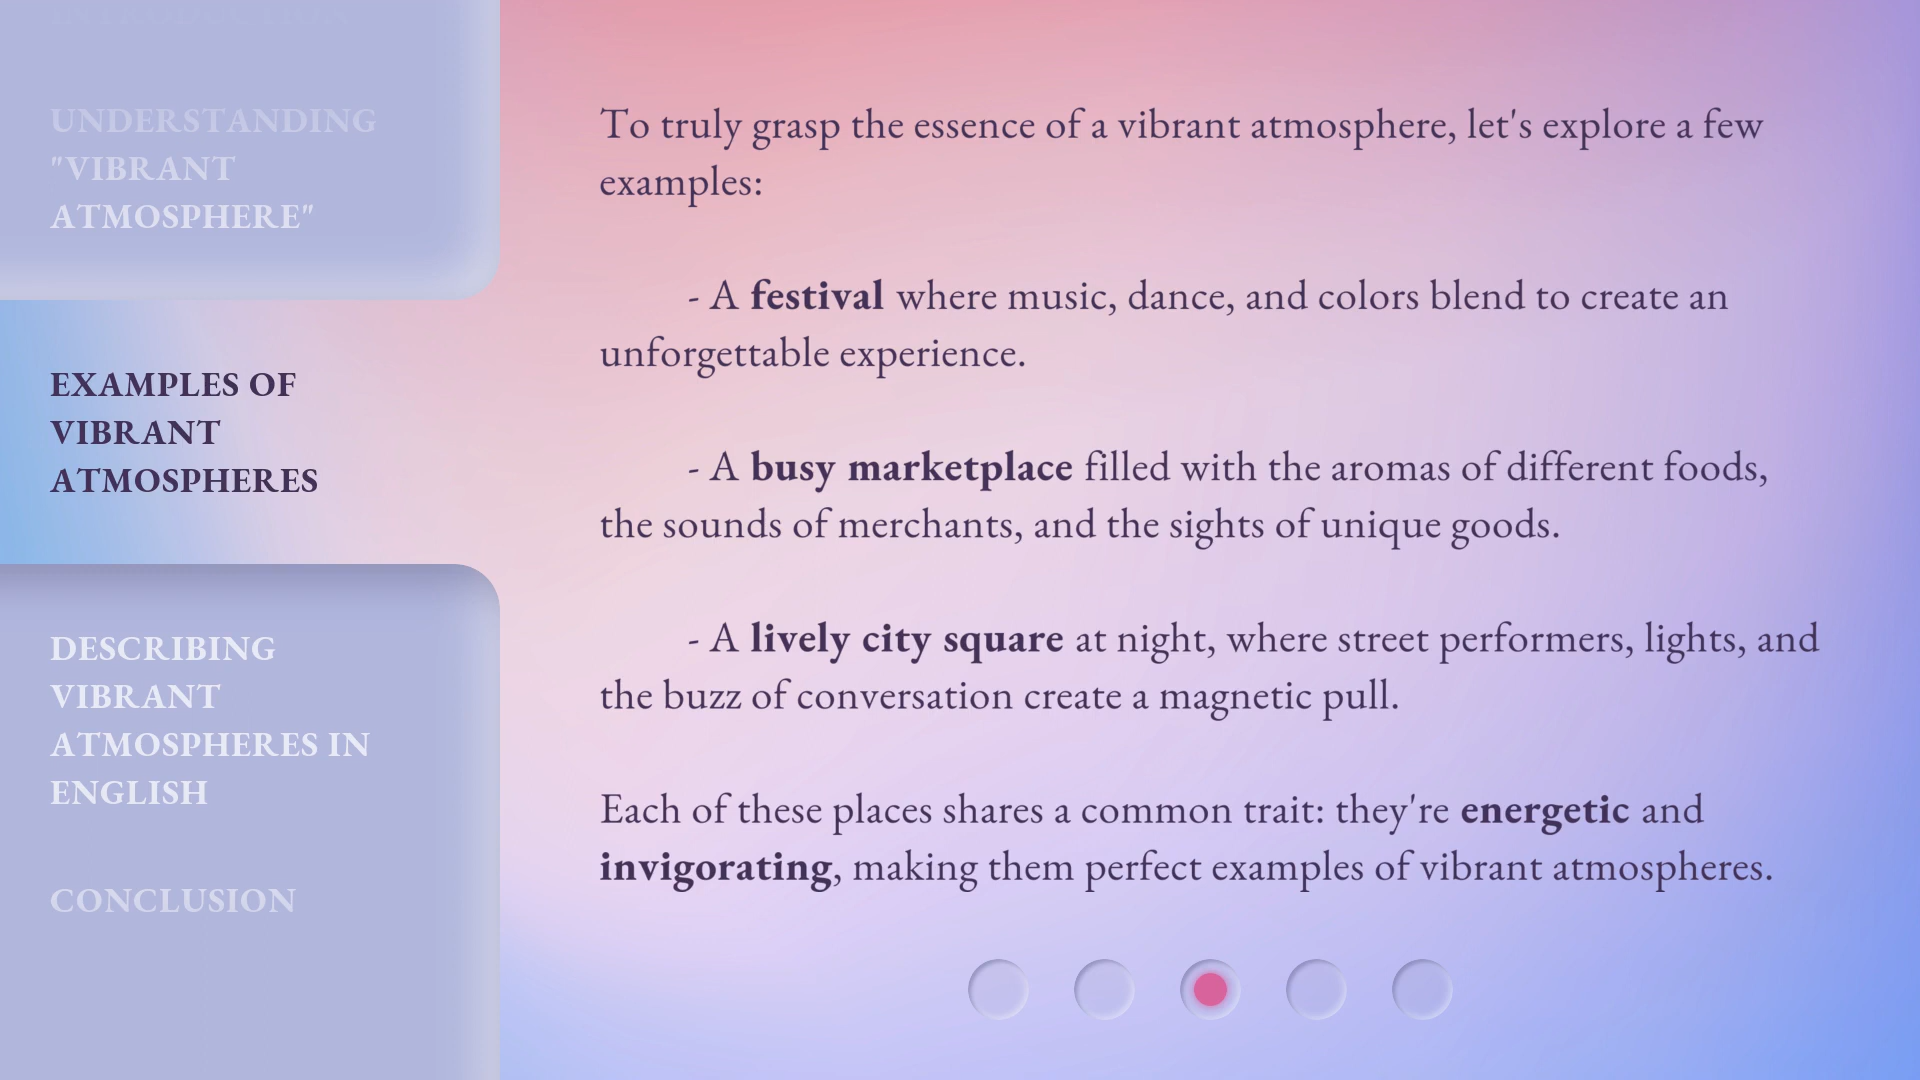 UNDERSTANDING
"VIBRANT
ATMOSPHERE"
EXAMPLES OF
VIBRANT
ATMOSPHERES
DESCRIBING
VIBRANT
ATMOSPHERES IN
ENGLISH
CONCLUSION
To truly grasp the essence of a vibrant atmosphere, let's explore a few
examples:
- A festival where music, dance, and colors blend to create an
unforgettable experience.
- A busy marketplace filled with the aromas of different foods,
the sounds of merchants, and the sights of unique goods.
- A lively city square at night, where street performers, lights, and
the buzz of conversation create a magnetic pull.
Each of these places shares a common trait: they're energetic and
invigorating, making them perfect examples of vibrant atmospheres.